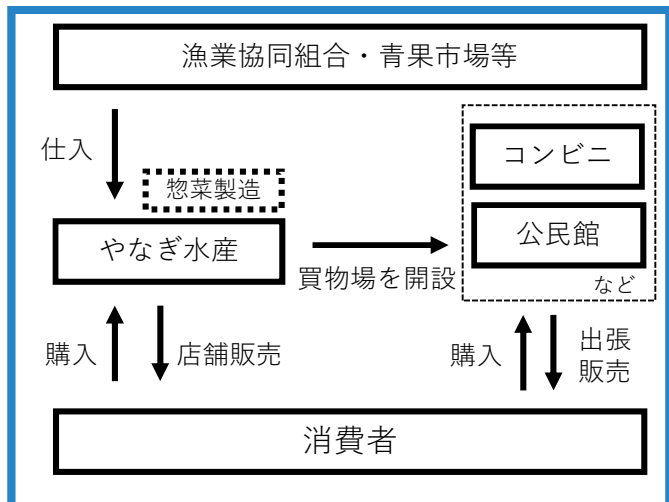 漁業協同組合・青果市場等
仕入
惣菜製造
やなぎ水産
買物場を開設
コンビニ
公民館
など
購入
店舗販売
購入
出張
販売
消費者